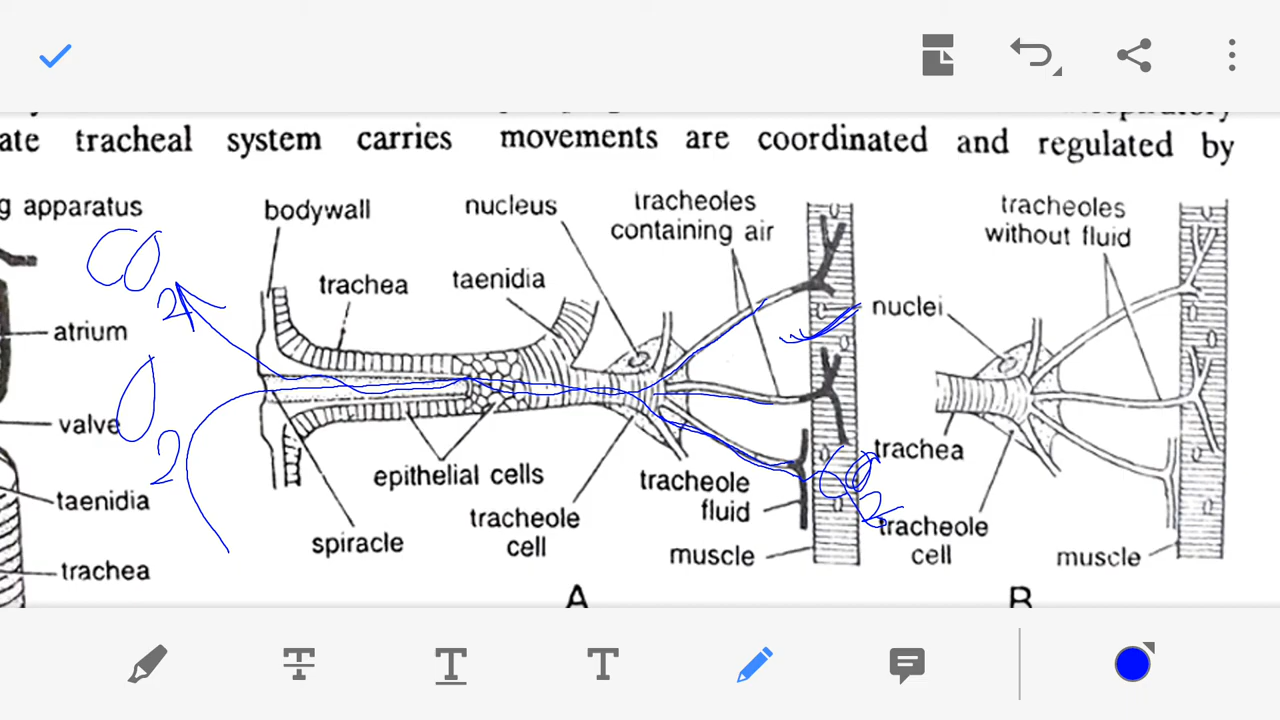 ate tracheal system carries movements are coordinated and regulated by
g apparatus
bodywall
nucleus
tracheoles
containing air
tracheoles
without fluid
CO2
trachea
taenidia
nuclei
atrium
O2
valve
epithelial cells
tracheole
fluid
trachea
taenidia
spiracle
tracheole
cell
tracheole
cell
muscle
muscle
trachea
A
B
T
T
T